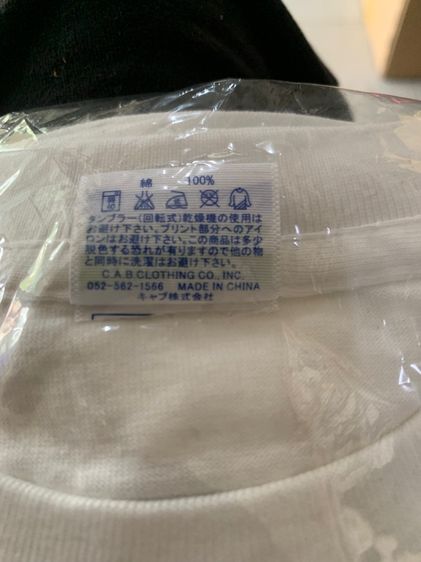 綿 100%
タンブラー(回転式)乾燥機の使用は
お避け下さい。プリント部分へのアイ
ロンはお避け下さい。この商品は多少
脱色する恐れが有りますので他の物
と同時に洗濯はお避け下さい。
C.A.B CLOTHING CO., INC.
052-562-1566 MADE IN CHINA
キャブ株式会社